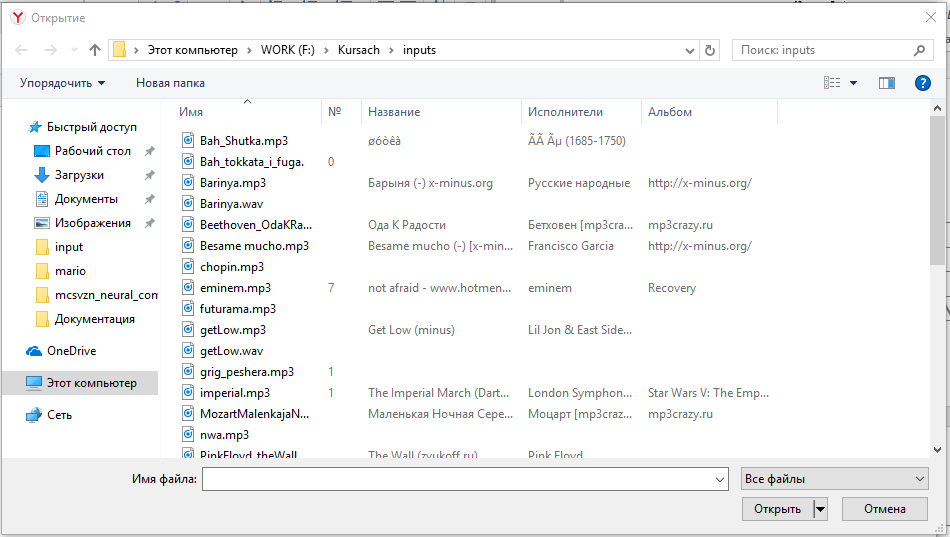 Открытие
Этот компьютер WORK (F:) Kursach inputs Поиск: inputs
Упорядочить Новая папка
Имя № Название Исполнители Альбом
Быстрый доступ
Рабочий стол
Загрузки
Документы
Изображения
input
mario
mcsvzn_neural_com
Документация
OneDrive
Этот компьютер
Сеть
Bah_Shutka.mp3 øóòêà ÃÃ Ãµ (1685-1750)
Bah_tokkata_i_fuga. 0
Barinya.mp3 Барыня (-) x-minus.org Русские народные http://x-minus.org/
Barinya.wav
Beethoven_OdaKRa... Ода К Радости Бетховен [mp3cra... mp3crazy.ru
Besame mucho.mp3 Besame mucho (-) [x-min... Francisco Garcia http://x-minus.org/
chopin.mp3
eminem.mp3 7 not afraid - www.hotmen... eminem Recovery
futurama.mp3
getLow.mp3 Get Low (minus) Lil Jon & East Side...
getLow.wav
grig_peshera.mp3 1
imperial.mp3 1 The Imperial March (Dart... London Symphon... Star Wars V: The Emp...
MozartMalenkajaN... Маленькая Ночная Сере... Моцарт [mp3craz... mp3crazy.ru
nwa.mp3
PinkFloyd_theWall The Wall (zvukoff.ru) Pink Floyd
Имя файла: Все файлы
Открыть Отмена